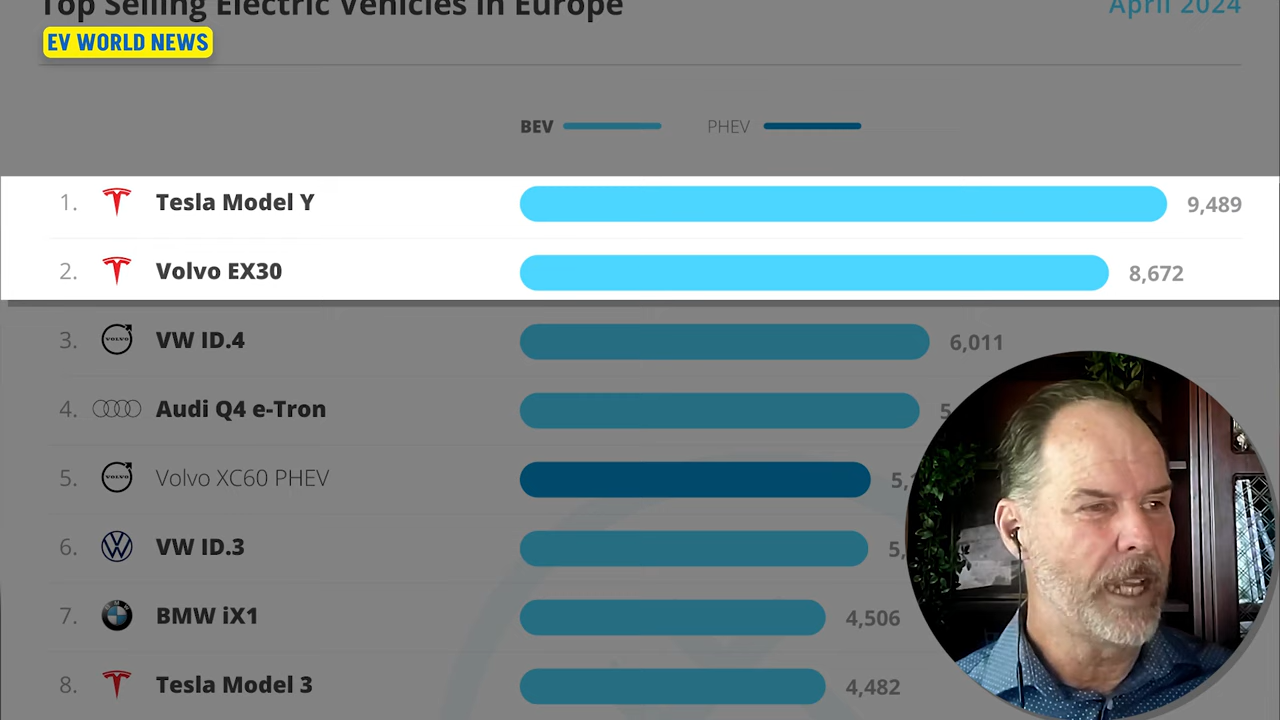 Top Selling Electric Vehicles in Europe
April 2024
EV WORLD NEWS
BEV
PHEV
1. Tesla Model Y 9,489
2. Volvo EX30 8,672
3. VOLVO VW ID.4 6,011
4. Audi Q4 e-Tron
5. VOLVO Volvo XC60 PHEV
6. VW ID.3
7. BMW iX1 4,506
8. Tesla Model 3 4,482